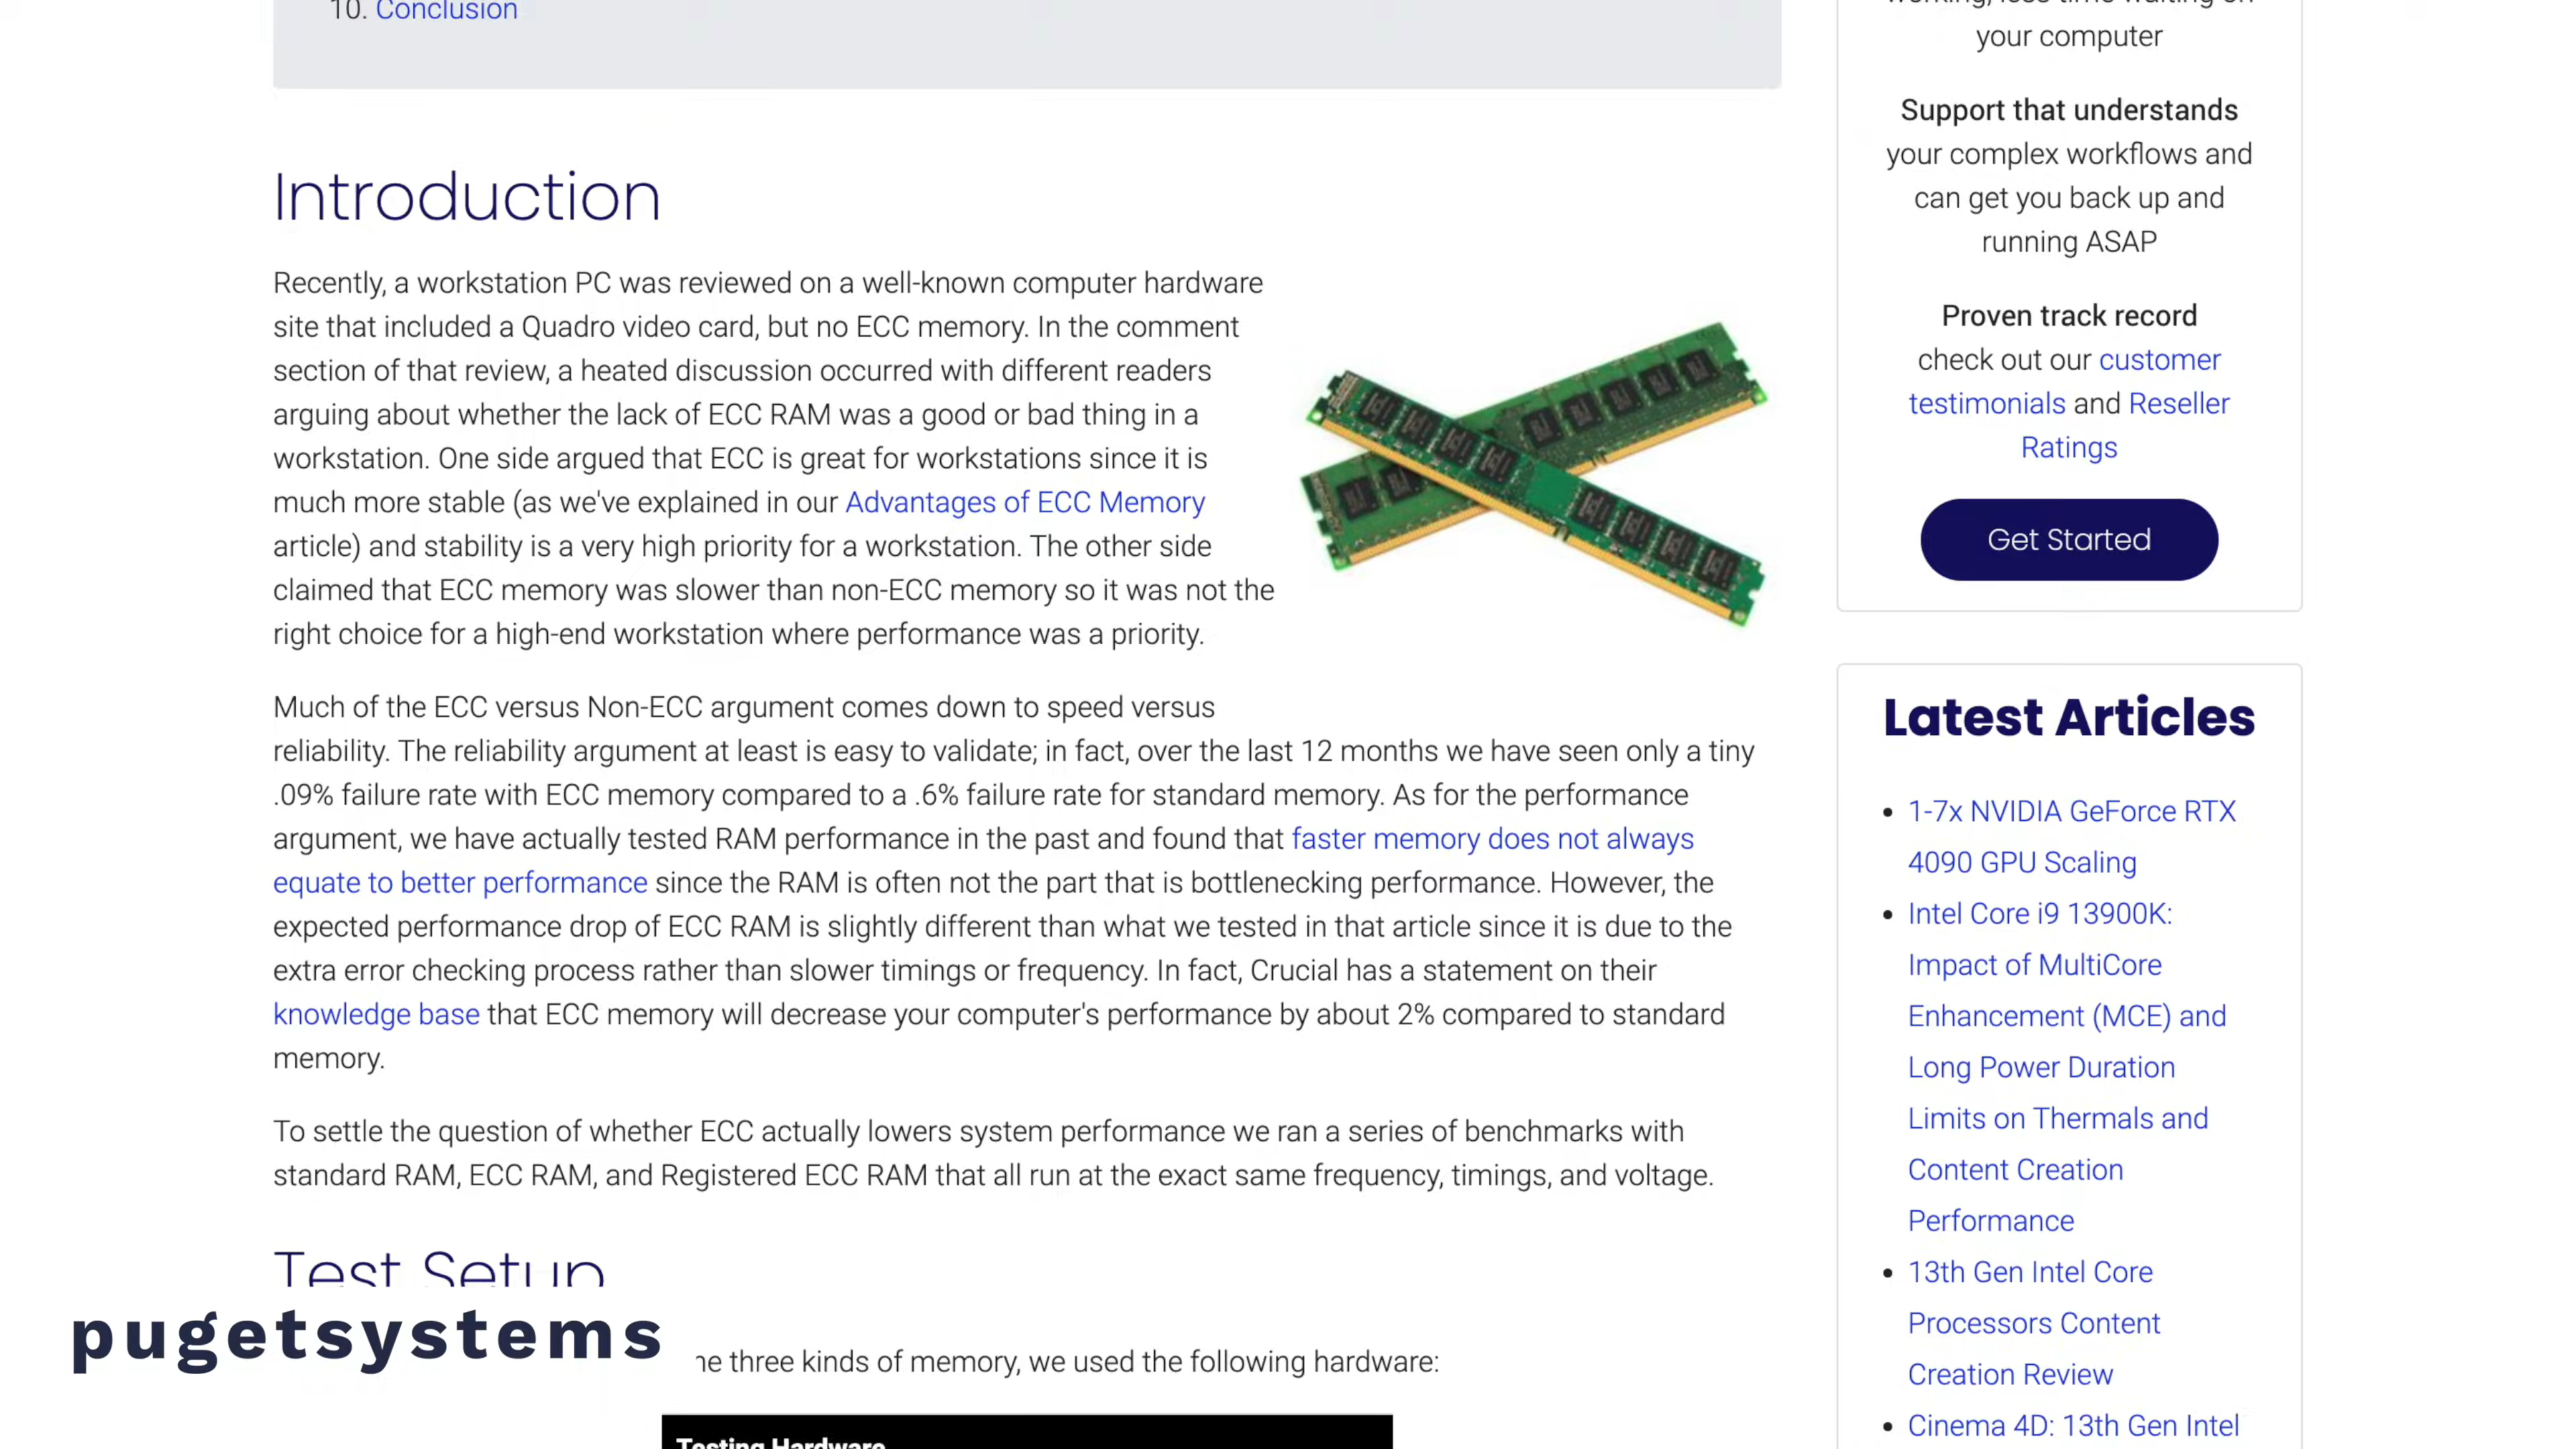 10. Conclusion
Introduction
Recently, a workstation PC was reviewed on a well-known computer hardware
site that included a Quadro video card, but no ECC memory. In the comment
section of that review, a heated discussion occurred with different readers
arguing about whether the lack of ECC RAM was a good or bad thing in a
workstation. One side argued that ECC is great for workstations since it is
much more stable (as we've explained in our Advantages of ECC Memory
article) and stability is a very high priority for a workstation. The other side
claimed that ECC memory was slower than non-ECC memory so it was not the
right choice for a high-end workstation where performance was a priority.
Much of the ECC versus Non-ECC argument comes down to speed versus
reliability. The reliability argument at least is easy to validate; in fact, over the last 12 months we have seen only a tiny
.09% failure rate with ECC memory compared to a .6% failure rate for standard memory. As for the performance
argument, we have actually tested RAM performance in the past and found that faster memory does not always
equate to better performance since the RAM is often not the part that is bottlenecking performance. However, the
expected performance drop of ECC RAM is slightly different than what we tested in that article since it is due to the
extra error checking process rather than slower timings or frequency. In fact, Crucial has a statement on their
knowledge base that ECC memory will decrease your computer's performance by about 2% compared to standard
memory.
To settle the question of whether ECC actually lowers system performance we ran a series of benchmarks with
standard RAM, ECC RAM, and Registered ECC RAM that all run at the exact same frequency, timings, and voltage.
Test Setup
pugetsystems
three kinds of memory, we used the following hardware:
Testing Hardware
working, less time waiting on
your computer
Support that understands
your complex workflows and
can get you back up and
running ASAP
Proven track record
check out our customer
testimonials and Reseller
Ratings
Get Started
Latest Articles
• 1-7x NVIDIA GeForce RTX
4090 GPU Scaling
• Intel Core i9 13900K:
Impact of MultiCore
Enhancement (MCE) and
Long Power Duration
Limits on Thermals and
Content Creation
Performance
• 13th Gen Intel Core
Processors Content
Creation Review
• Cinema 4D: 13th Gen Intel